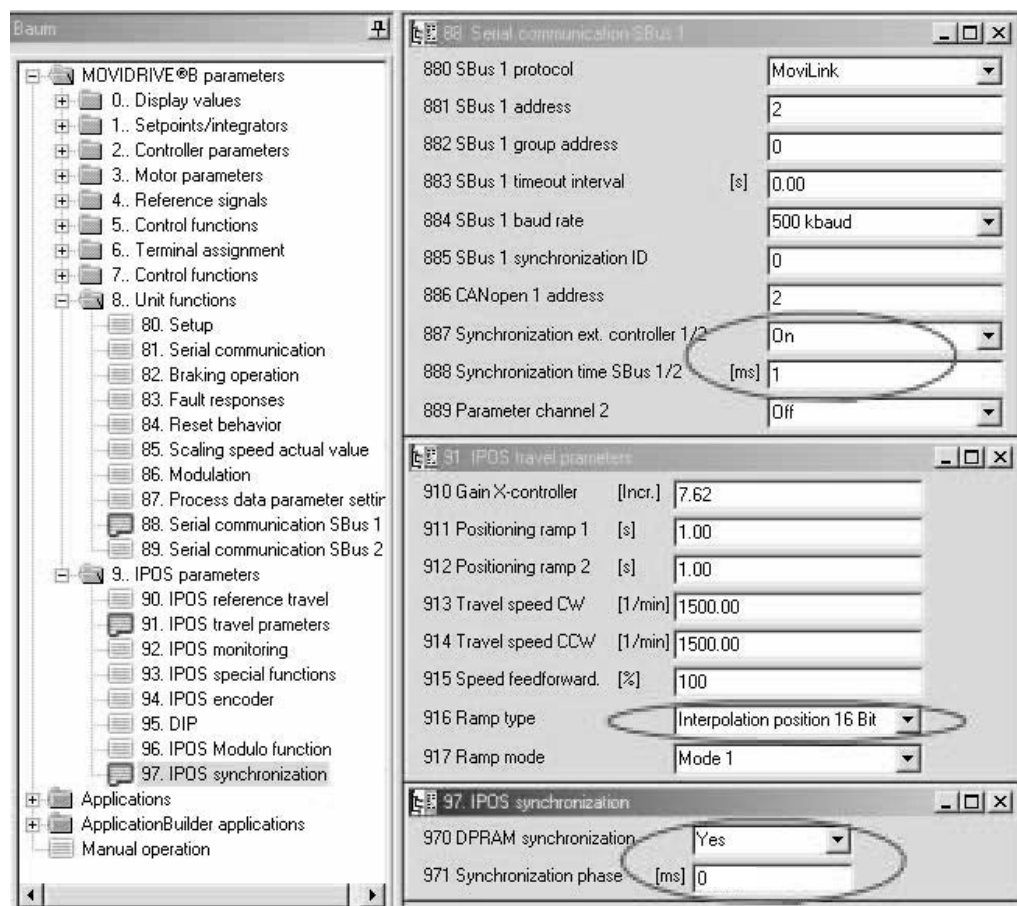 Baum
MOVIDRIVE®B parameters
0.. Display values
1.. Setpoints/integrators
2.. Controller parameters
3.. Motor parameters
4.. Reference signals
5.. Control functions
6.. Terminal assignment
7.. Control functions
8.. Unit functions
80. Setup
81. Serial communication
82. Braking operation
83. Fault responses
84. Reset behavior
85. Scaling speed actual value
86. Modulation
87. Process data parameter settir
88. Serial communication SBus 1
89. Serial communication SBus 2
9.. IPOS parameters
90. IPOS reference travel
91. IPOS travel prameters
92. IPOS monitoring
93. IPOS special functions
94. IPOS encoder
95. DIP
96. IPOS Modulo function
97. IPOS synchronization
Applications
ApplicationBuilder applications
Manual operation
88. Serial communication SBus 1
880 SBus 1 protocol MoviLink
881 SBus 1 address 2
882 SBus 1 group address 0
883 SBus 1 timeout interval [s] 0.00
884 SBus 1 baud rate 500 kbaud
885 SBus 1 synchronization ID 0
886 CANopen 1 address 2
887 Synchronization ext. controller 1/2 On
888 Synchronization time SBus 1/2 [ms] 1
889 Parameter channel 2 Off
91. IPOS travel prameters
910 Gain X-controller [Incr.] 7.62
911 Positioning ramp 1 [s] 1.00
912 Positioning ramp 2 [s] 1.00
913 Travel speed CW [1/min] 1500.00
914 Travel speed CCW [1/min] 1500.00
915 Speed feedforward. [%] 100
916 Ramp type Interpolation position 16 Bit
917 Ramp mode Mode 1
97. IPOS synchronization
970 DPRAM synchronization Yes
971 Synchronization phase [ms] 0